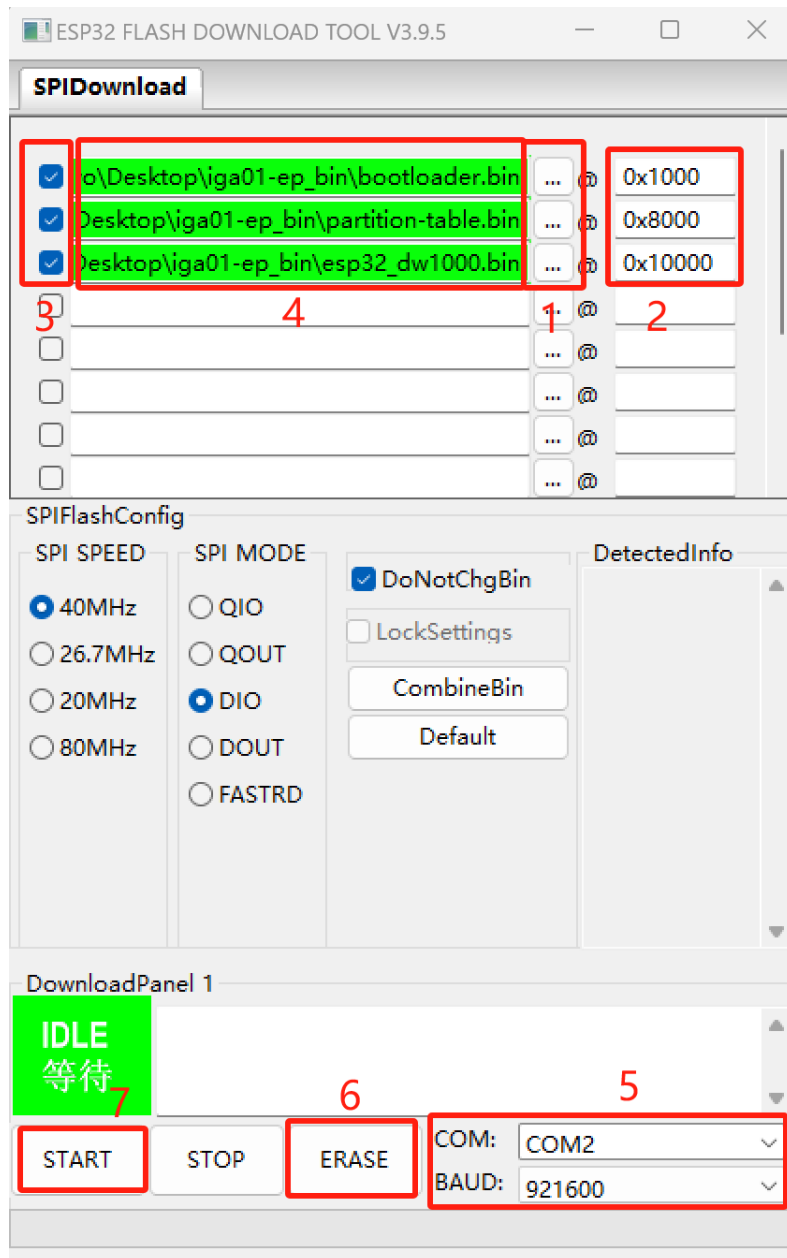 ESP32 FLASH DOWNLOAD TOOL V3.9.5
SPIDownload
vo\Desktop\iga01-ep_bin\bootloader.bin ... @ 0x1000
Desktop\iga01-ep_bin\partition-table.bin ... @ 0x8000
Desktop\iga01-ep_bin\esp32_dw1000.bin ... @ 0x10000
3 4 1 2
... @
... @
... @
... @
... @
SPIFlashConfig
SPI SPEED SPI MODE DetectedInfo
DoNotChgBin
40MHz QIO
LockSettings
26.7MHz QOUT
CombineBin
20MHz DIO
Default
80MHz DOUT
FASTRD
DownloadPanel 1
IDLE
等待
7 6 5
START STOP ERASE
COM: COM2
BAUD: 921600